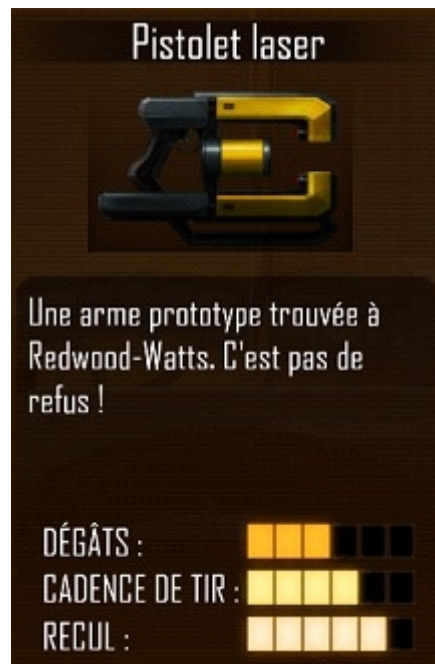 Pistolet laser
Une arme prototype trouvée à
Redwood-Watts. C'est pas de
refus !
DÉGÂTS :
CADENCE DE TIR :
RECUL :